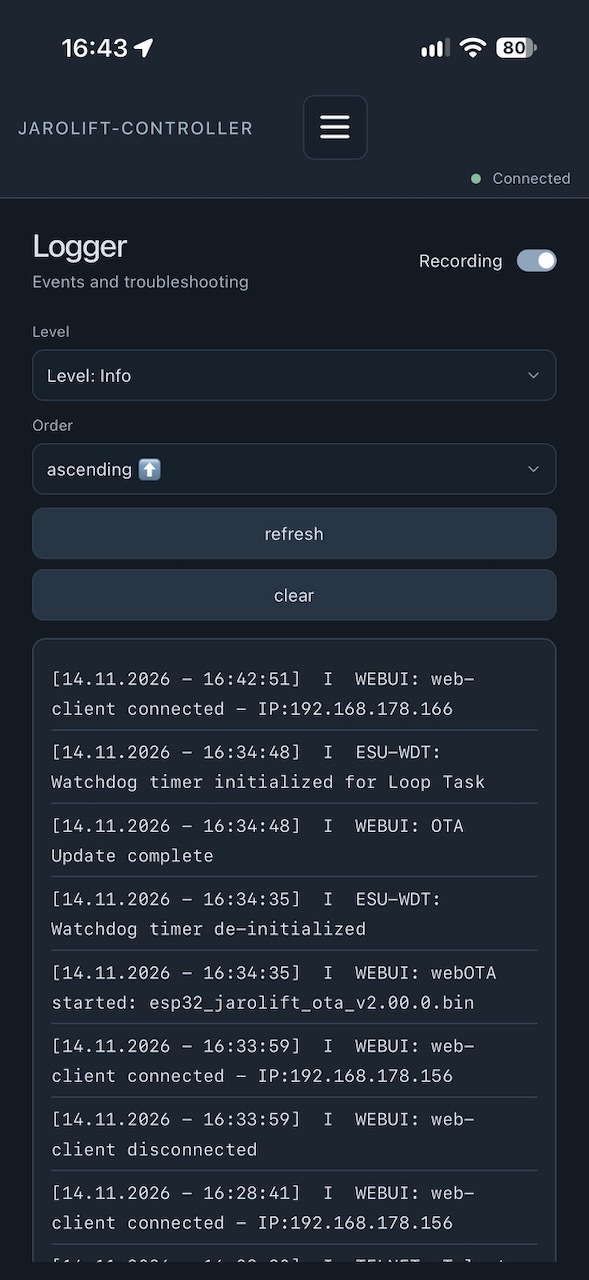 16:43
80
JAROLIFT-CONTROLLER
Connected
Logger
Events and troubleshooting
Recording
Level
Level: Info
Order
ascending ⬆️
refresh
clear
[14.11.2026 – 16:42:51]  I  WEBUI: web–
client connected – IP:192.168.178.166
[14.11.2026 – 16:34:48]  I  ESU–WDT:
Watchdog timer initialized for Loop Task
[14.11.2026 – 16:34:48]  I  WEBUI: OTA
Update complete
[14.11.2026 – 16:34:35]  I  ESU–WDT:
Watchdog timer de–initialized
[14.11.2026 – 16:34:35]  I  WEBUI: webOTA
started: esp32_jarolift_ota_v2.00.0.bin
[14.11.2026 – 16:33:59]  I  WEBUI: web–
client connected – IP:192.168.178.156
[14.11.2026 – 16:33:59]  I  WEBUI: web–
client disconnected
[14.11.2026 – 16:28:41]  I  WEBUI: web–
client connected – IP:192.168.178.156